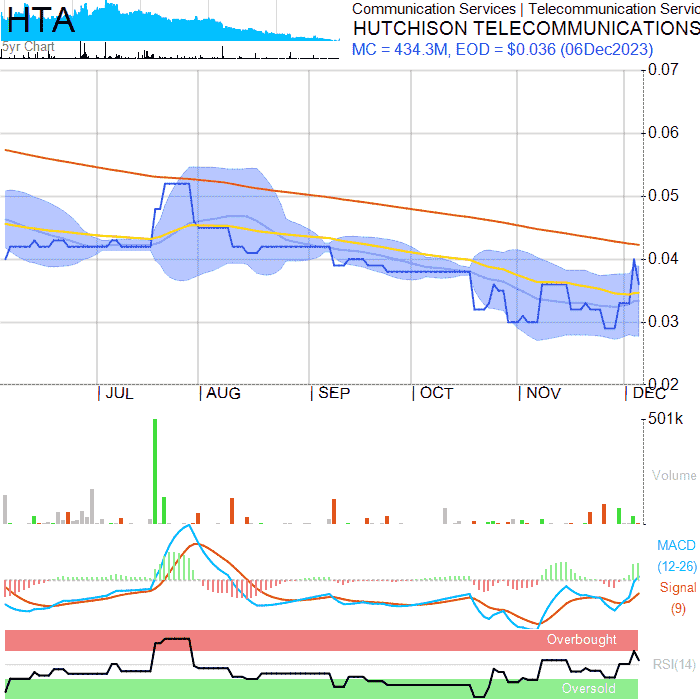 HTA
5yr Chart
Communication Services | Telecommunication Servic
HUTCHISON TELECOMMUNICATIONS
MC = 434.3M, EOD = $0.036 (06Dec2023)
0.07
0.06
0.05
0.04
0.03
0.02
|JUL |AUG |SEP |OCT |NOV |DEC
501k
Volume
MACD
(12-26)
Signal
(9)
Overbought
RSI(14)
Oversold